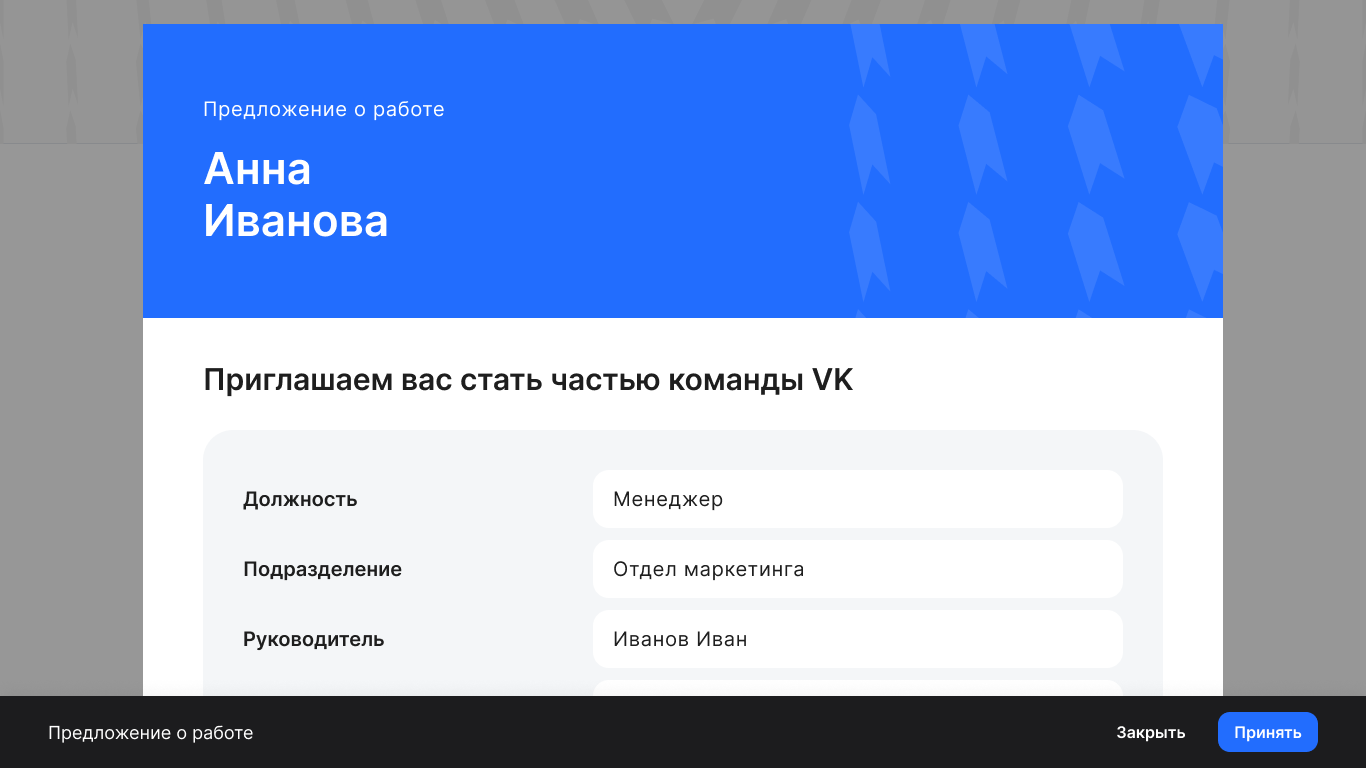 Предложение о работе
Анна
Иванова
Приглашаем вас стать частью команды VK
Должность
Менеджер
Подразделение
Отдел маркетинга
Руководитель
Иванов Иван
Предложение о работе
Закрыть
Принять